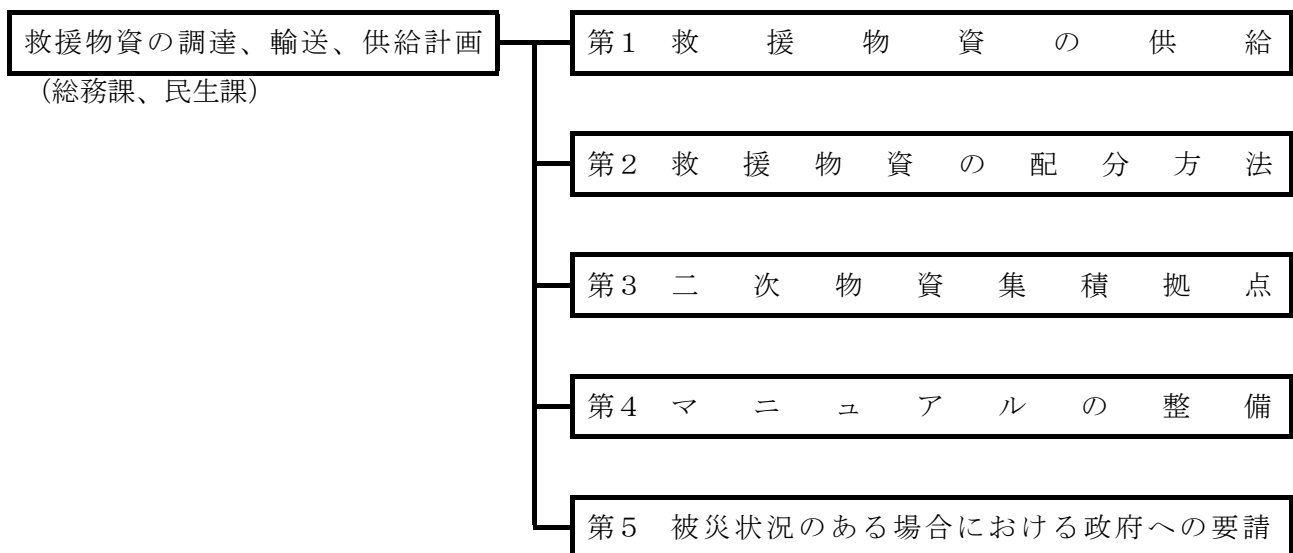 救援物資の調達、輸送、供給計画
（総務課、民生課）
第1 救援物資の供給
第2 救援物資の配分方法
第3 二次物資集積拠点
第4 マニュアルの整備
第5 被災状況のある場合における政府への要請